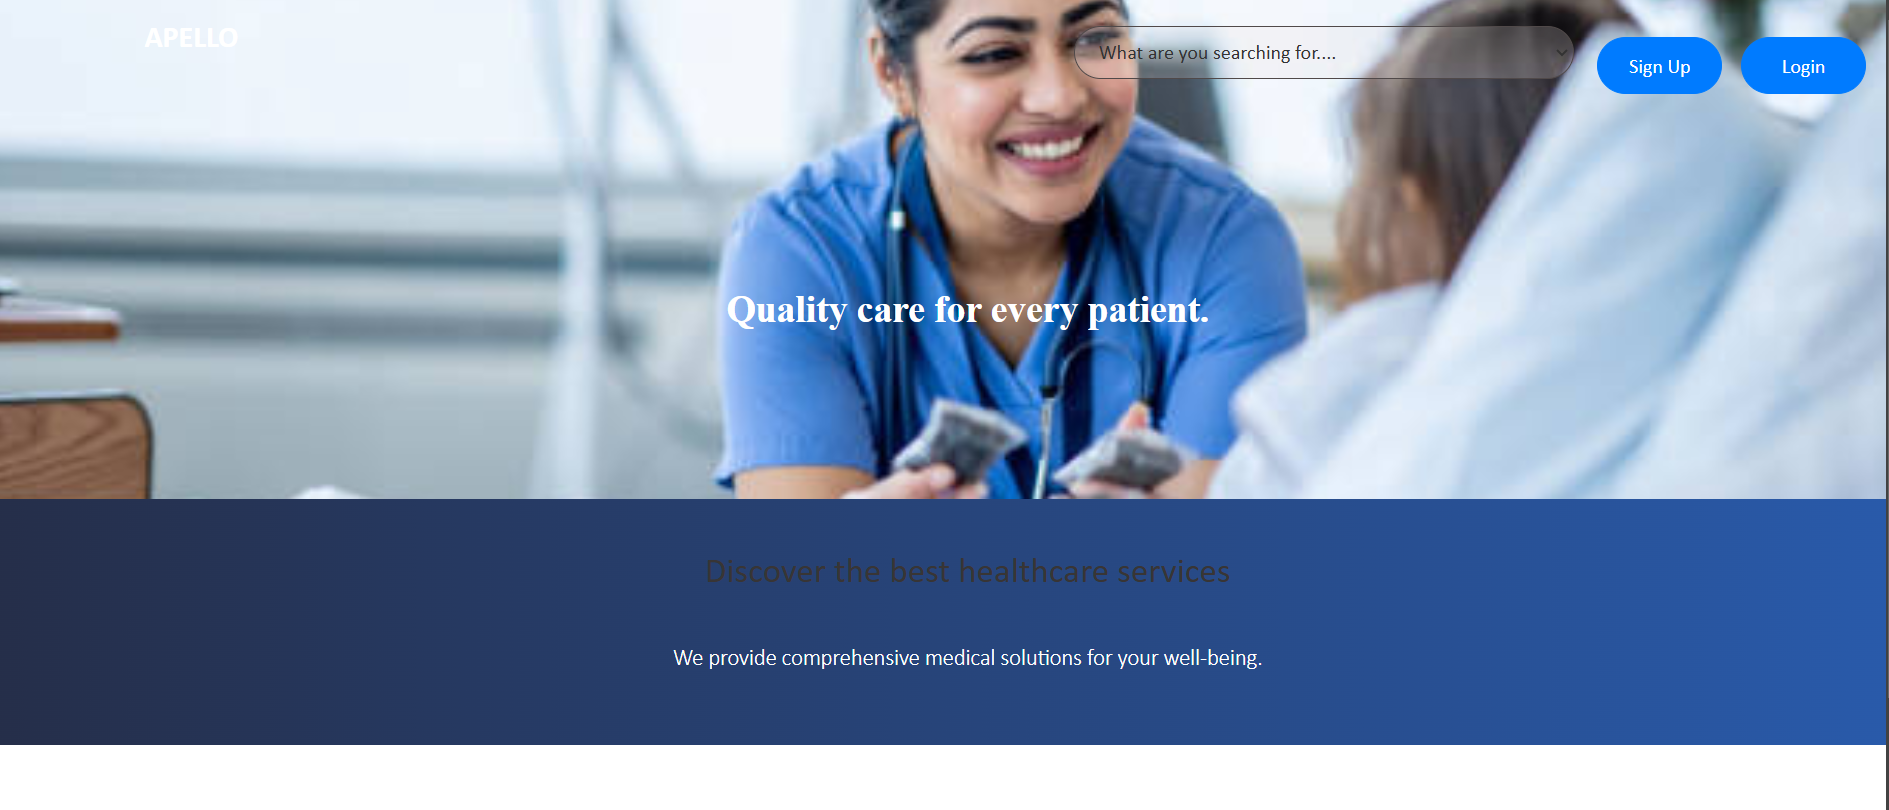 APELLO
What are you searching for....
Sign Up
Login
Quality care for every patient.
Discover the best healthcare services
We provide comprehensive medical solutions for your well-being.